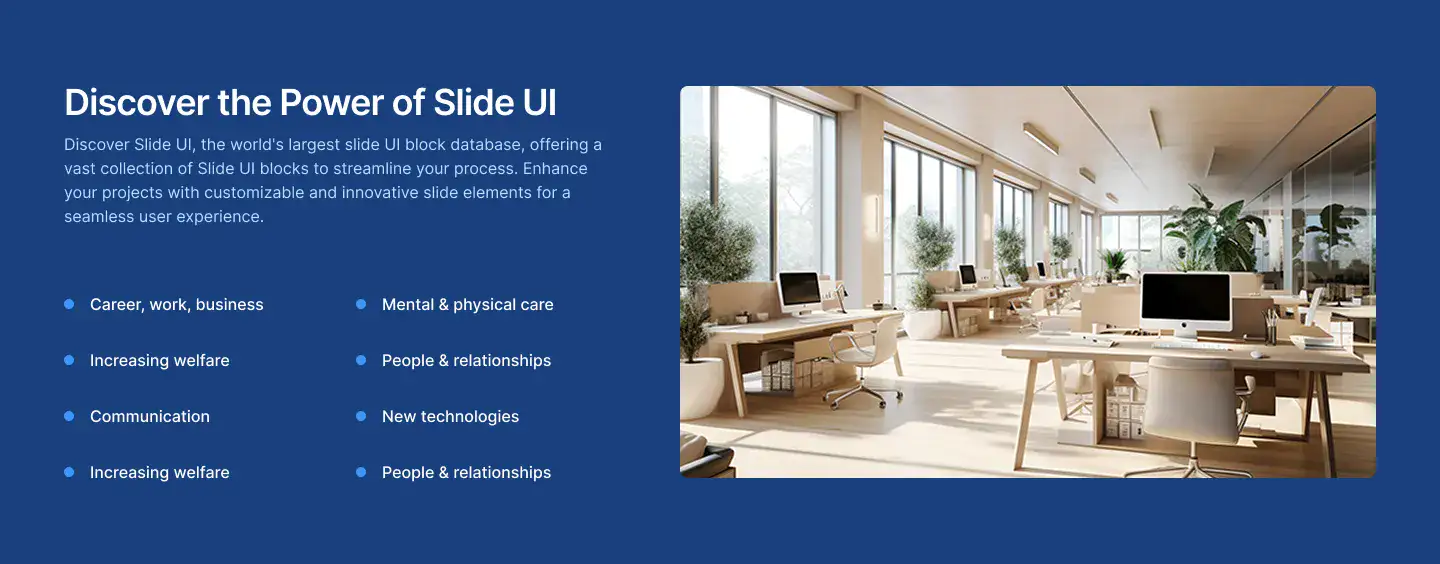 Discover the Power of Slide UI
Discover Slide UI, the world's largest slide UI block database, offering a
vast collection of Slide UI blocks to streamline your process. Enhance
your projects with customizable and innovative slide elements for a
seamless user experience.
Career, work, business
Mental & physical care
Increasing welfare
People & relationships
Communication
New technologies
Increasing welfare
People & relationships